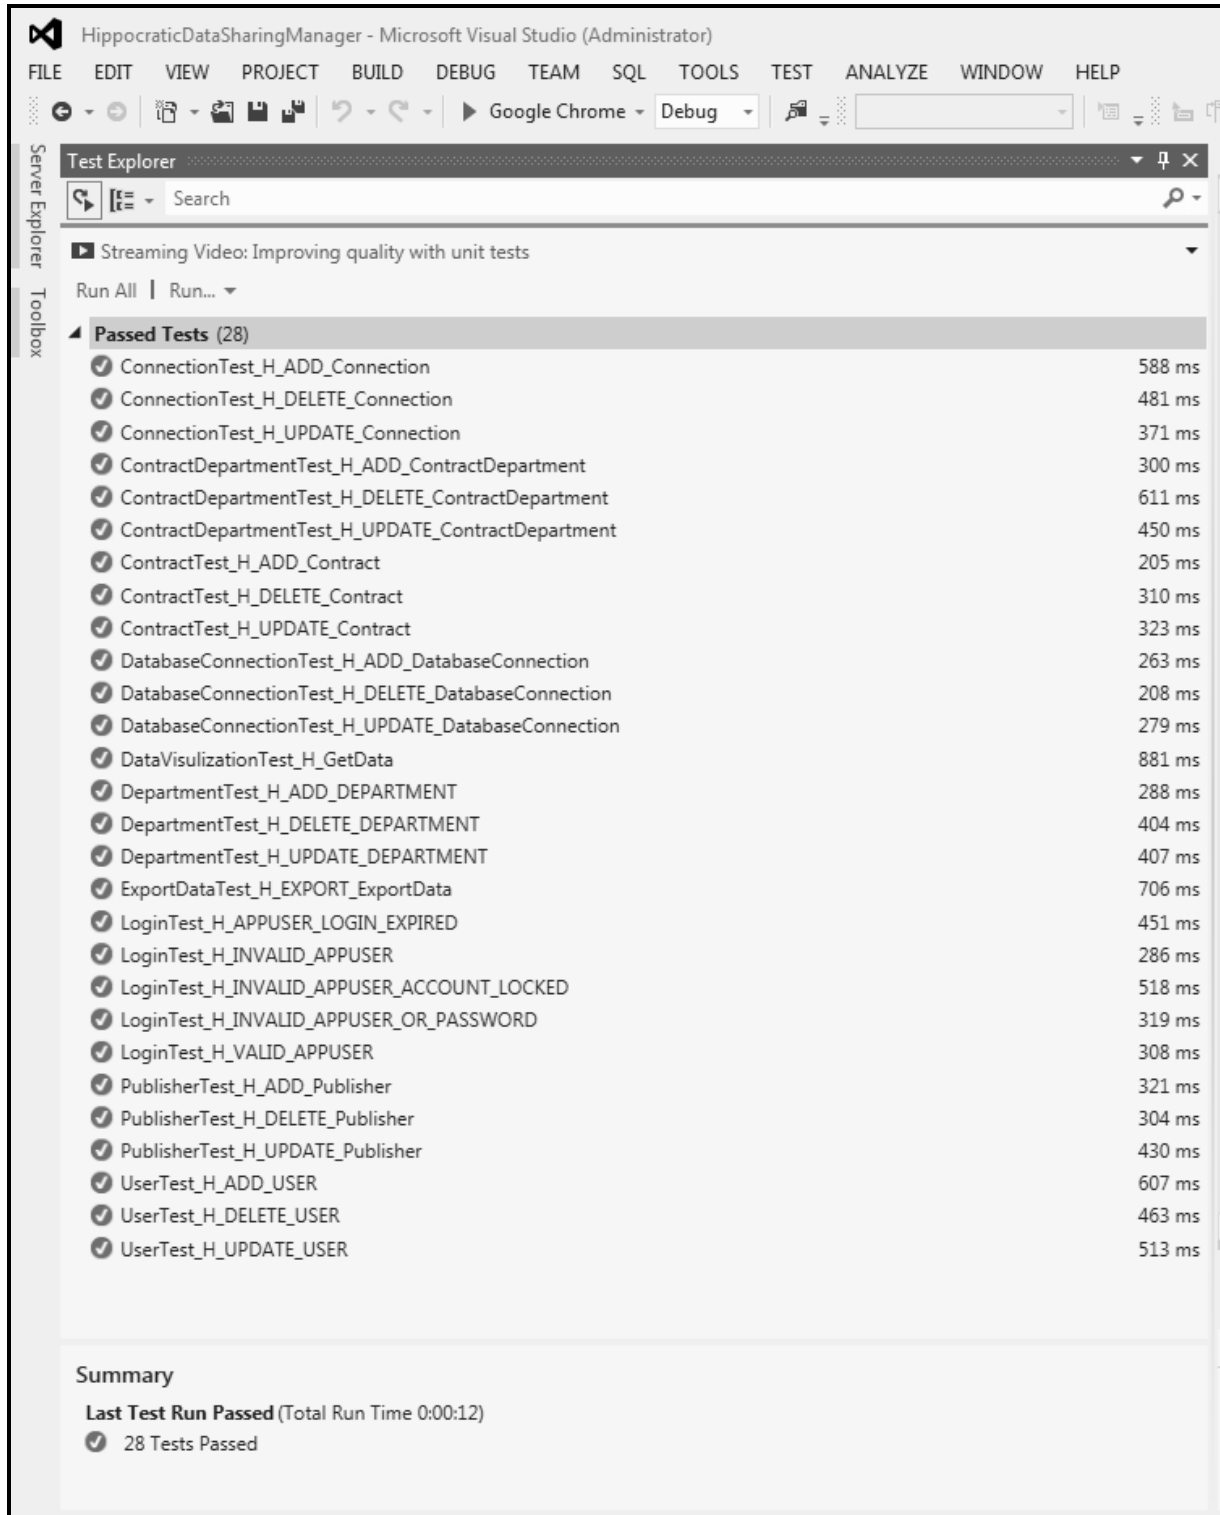 HippocraticDataSharingManager - Microsoft Visual Studio (Administrator)
FILE EDIT VIEW PROJECT BUILD DEBUG TEAM SQL TOOLS TEST ANALYZE WINDOW HELP
Google Chrome Debug
Server Explorer
Toolbox
Test Explorer
Search
Streaming Video: Improving quality with unit tests
Run All | Run...
Passed Tests (28)
ConnectionTest_H_ADD_Connection 588 ms
ConnectionTest_H_DELETE_Connection 481 ms
ConnectionTest_H_UPDATE_Connection 371 ms
ContractDepartmentTest_H_ADD_ContractDepartment 300 ms
ContractDepartmentTest_H_DELETE_ContractDepartment 611 ms
ContractDepartmentTest_H_UPDATE_ContractDepartment 450 ms
ContractTest_H_ADD_Contract 205 ms
ContractTest_H_DELETE_Contract 310 ms
ContractTest_H_UPDATE_Contract 323 ms
DatabaseConnectionTest_H_ADD_DatabaseConnection 263 ms
DatabaseConnectionTest_H_DELETE_DatabaseConnection 208 ms
DatabaseConnectionTest_H_UPDATE_DatabaseConnection 279 ms
DataVisulizationTest_H_GetData 881 ms
DepartmentTest_H_ADD_DEPARTMENT 288 ms
DepartmentTest_H_DELETE_DEPARTMENT 404 ms
DepartmentTest_H_UPDATE_DEPARTMENT 407 ms
ExportDataTest_H_EXPORT_ExportData 706 ms
LoginTest_H_APPUSER_LOGIN_EXPIRED 451 ms
LoginTest_H_INVALID_APPUSER 286 ms
LoginTest_H_INVALID_APPUSER_ACCOUNT_LOCKED 518 ms
LoginTest_H_INVALID_APPUSER_OR_PASSWORD 319 ms
LoginTest_H_VALID_APPUSER 308 ms
PublisherTest_H_ADD_Publisher 321 ms
PublisherTest_H_DELETE_Publisher 304 ms
PublisherTest_H_UPDATE_Publisher 430 ms
UserTest_H_ADD_USER 607 ms
UserTest_H_DELETE_USER 463 ms
UserTest_H_UPDATE_USER 513 ms
Summary
Last Test Run Passed (Total Run Time 0:00:12)
28 Tests Passed